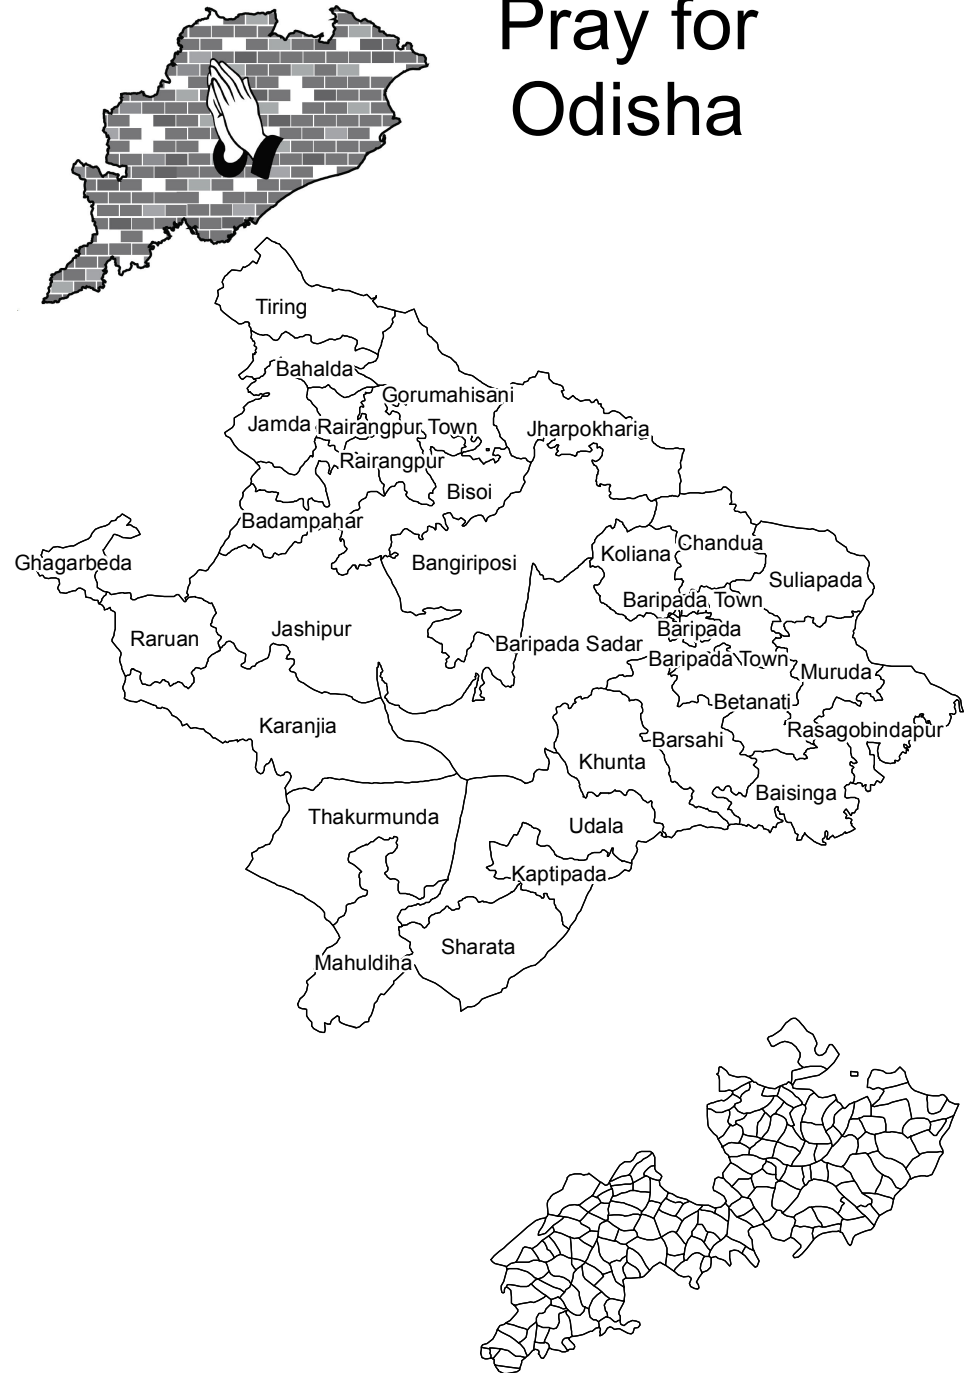 Pray for
Odisha
Tiring
Bahalda
Gorumahisani
Jamda
Rairangpur Town
Jharpokharia
Rairangpur
Bisoi
Badampahar
Koliana
Chandua
Ghagarbeda
Bangiriposi
Suliapada
Baripada Town
Jashipur
Baripada
Raruan
Baripada Sadar
Baripada Town
Muruda
Betanati
Karanjia
Rasagobindapur
Barsahi
Khunta
Baisinga
Thakurmunda
Udala
Kaptipada
Sharata
Mahuldiha